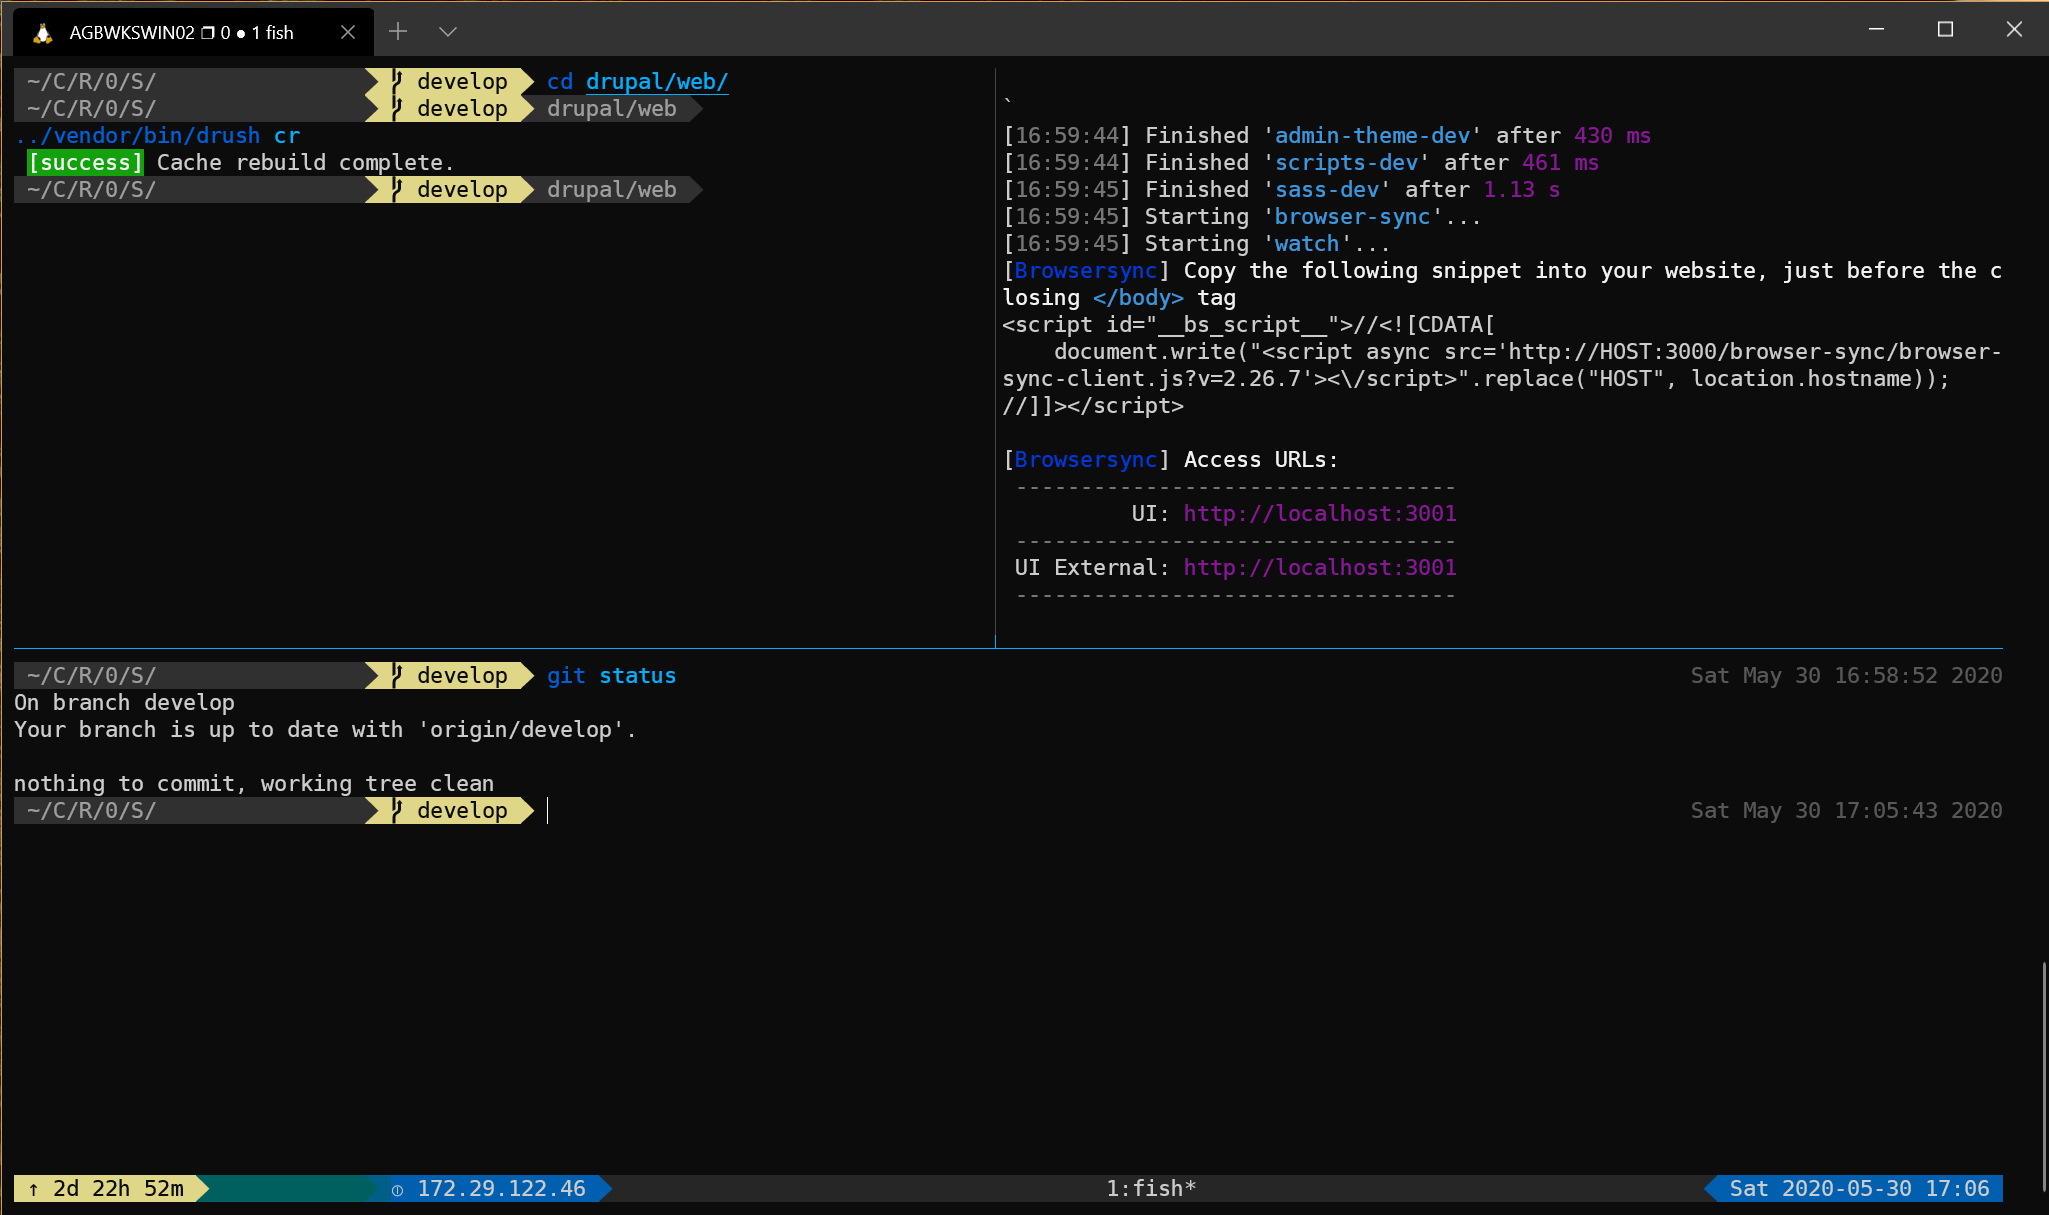 AGBWKSWIN02 ❐ 0 ● 1 fish
~/C/R/0/S/ develop cd drupal/web/
~/C/R/0/S/ develop drupal/web
../vendor/bin/drush cr
[success] Cache rebuild complete.
~/C/R/0/S/ develop drupal/web
`
[16:59:44] Finished 'admin-theme-dev' after 430 ms
[16:59:44] Finished 'scripts-dev' after 461 ms
[16:59:45] Finished 'sass-dev' after 1.13 s
[16:59:45] Starting 'browser-sync'...
[16:59:45] Starting 'watch'...
[Browsersync] Copy the following snippet into your website, just before the c
losing </body> tag
<script id="__bs_script__">//<![CDATA[
    document.write("<script async src='http://HOST:3000/browser-sync/browser-
sync-client.js?v=2.26.7'><\/script>".replace("HOST", location.hostname));
//]]></script>
[Browsersync] Access URLs:
----------------------------------
UI: http://localhost:3001
----------------------------------
UI External: http://localhost:3001
----------------------------------
~/C/R/0/S/ develop git status Sat May 30 16:58:52 2020
On branch develop
Your branch is up to date with 'origin/develop'.
nothing to commit, working tree clean
~/C/R/0/S/ develop Sat May 30 17:05:43 2020
↑ 2d 22h 52m 172.29.122.46 1:fish* Sat 2020-05-30 17:06